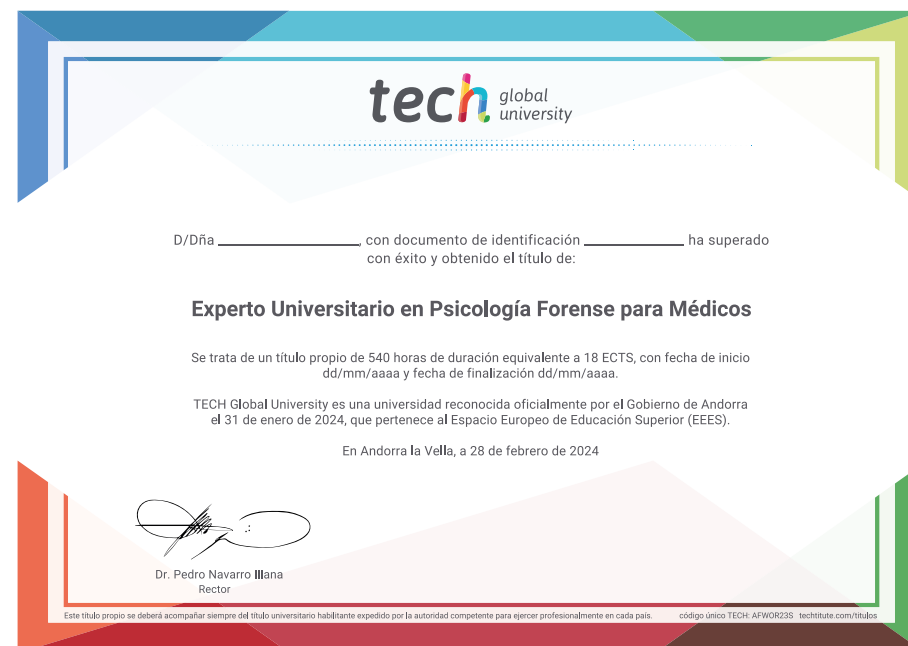 tech global
university
D/Dña ______________, con documento de identificación ____________ ha superado
con éxito y obtenido el título de:
Experto Universitario en Psicología Forense para Médicos
Se trata de un título propio de 540 horas de duración equivalente a 18 ECTS, con fecha de inicio
dd/mm/aaaa y fecha de finalización dd/mm/aaaa.
TECH Global University es una universidad reconocida oficialmente por el Gobierno de Andorra
el 31 de enero de 2024, que pertenece al Espacio Europeo de Educación Superior (EEES).
En Andorra la Vella, a 28 de febrero de 2024
Dr. Pedro Navarro Illana
Rector
Este título propio se deberá acompañar siempre del título universitario habilitante expedido por la autoridad competente para ejercer profesionalmente en cada país. código único TECH: AFWOR23S techtitute.com/titulos